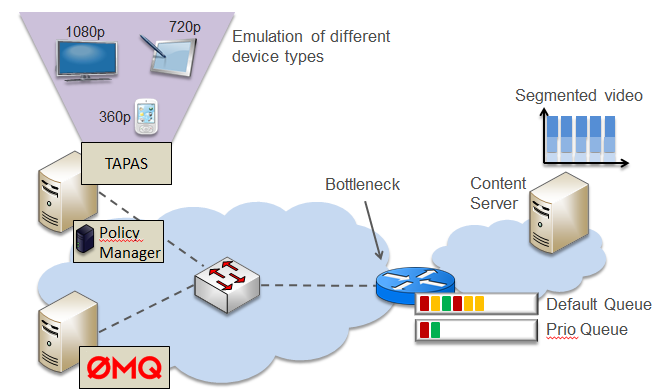 1080p
720p
Emulation of different
device types
360p
TAPAS
Segmented video
Bottleneck
Content
Server
Policy
Manager
Default Queue
Prio Queue
ØMQ